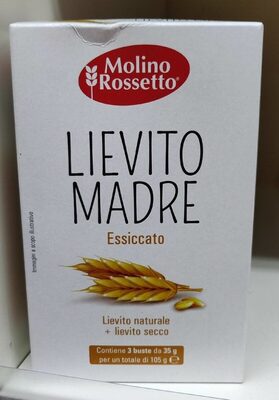 Molino
Rossetto®
LIEVITO
MADRE
Essiccato
Immagini a scopo illustrativo
Lievito naturale
+ lievito secco
Contiene 3 buste da 35 g
per un totale di 105 g ℮